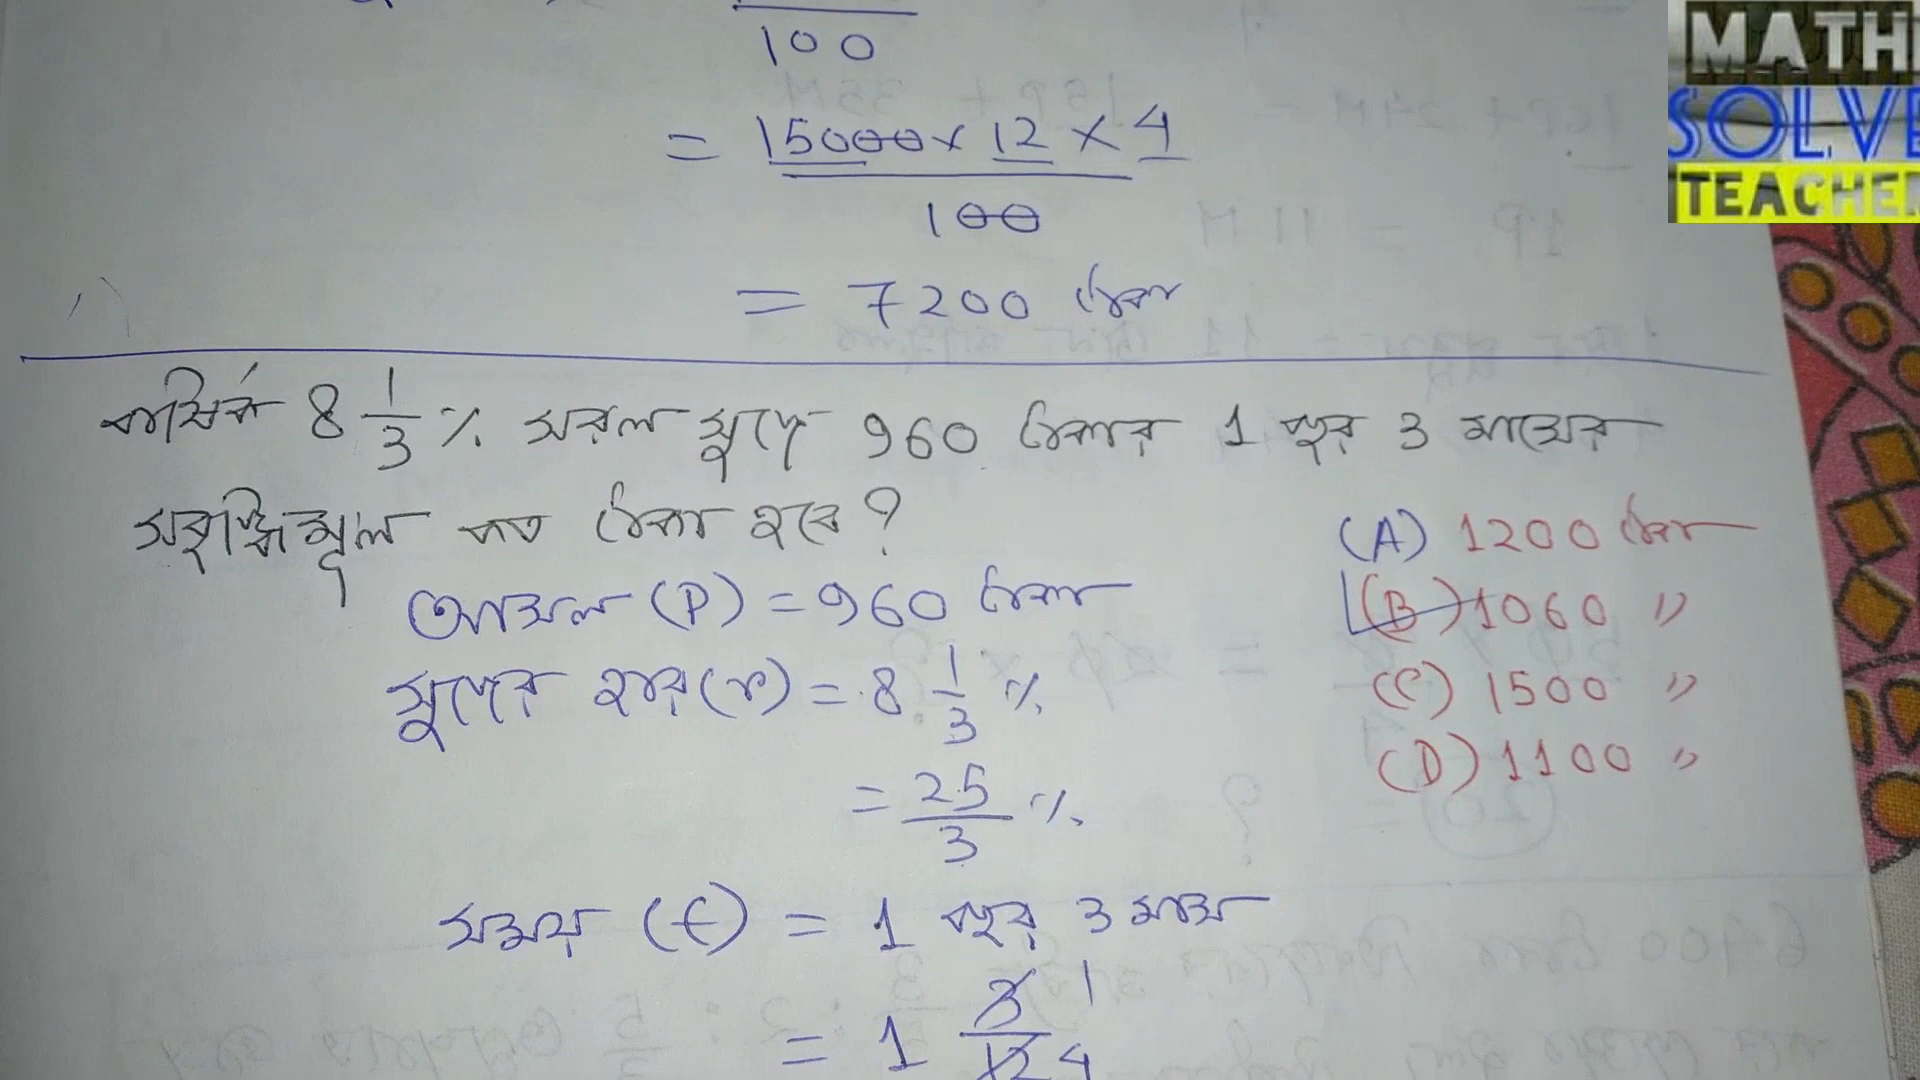 100
= 15000 x 12 x 4
100
= 7200 টাকা
বার্ষিক 8 1/3 % সরল সুদে 960 টাকার 1 বছর 3 মাসের
সবৃদ্ধিমূল কত টাকা হবে?
(A) 1200 টাকা
(B) 1060 "
(C) 1500 "
(D) 1100 "
আসল (P) = 960 টাকা
সুদের হার (r) = 8 1/3 %
= 25/3 %
সময় (t) = 1 বছর 3 মাস
= 1 3/12 1 4
MATH
SOLVE
TEACHER